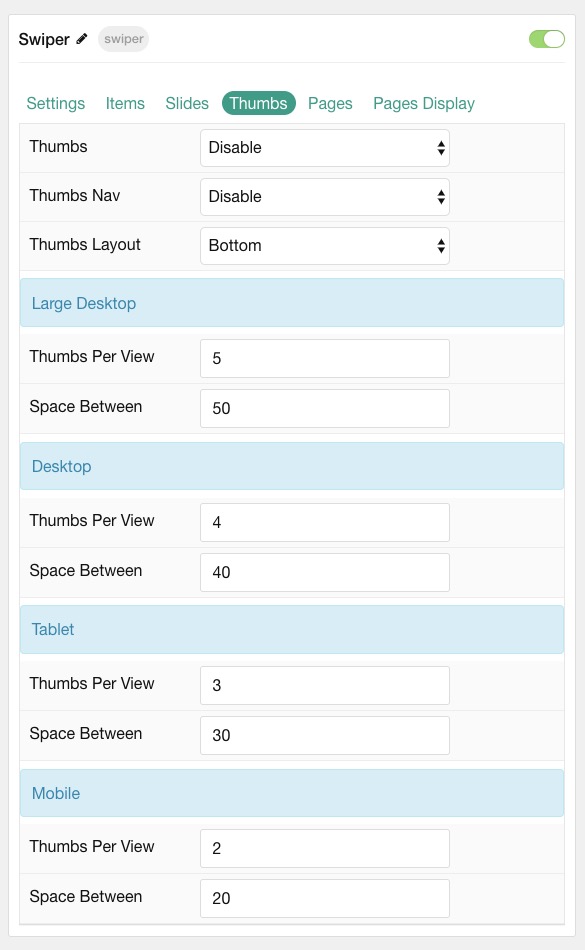 Swiper swiper
Settings Items Slides Thumbs Pages Pages Display
Thumbs Disable
Thumbs Nav Disable
Thumbs Layout Bottom
Large Desktop
Thumbs Per View 5
Space Between 50
Desktop
Thumbs Per View 4
Space Between 40
Tablet
Thumbs Per View 3
Space Between 30
Mobile
Thumbs Per View 2
Space Between 20